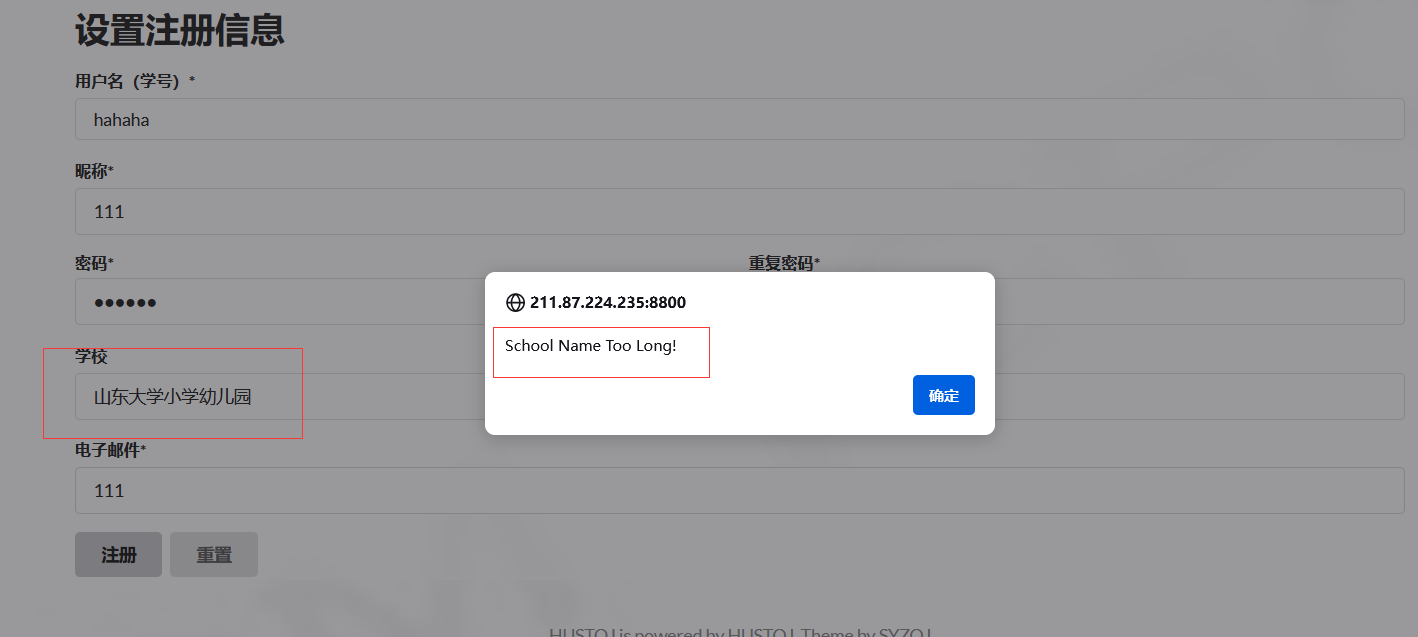 设置注册信息
用户名（学号）*
hahaha
昵称*
111
密码*
重复密码*
●●●●●●
211.87.224.235:8800
School Name Too Long!
确定
学校
山东大学小学幼儿园
电子邮件*
111
注册 重置
HUSTOJ is powered by HUSTOJ, Theme by SYZOJ